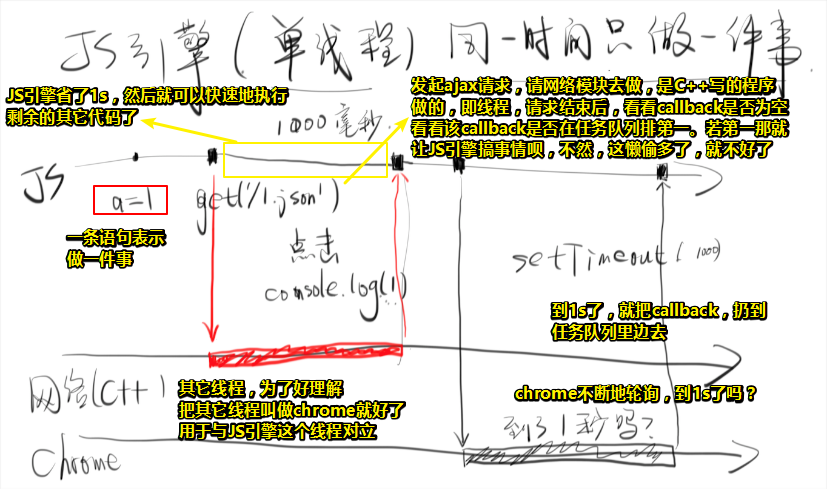 JS引擎(单线程) 同一时间只做一件事
JS引擎省了1s，然后就可以快速地执行
剩余的其它代码了
发起ajax请求，请网络模块去做，是C++写的程序
做的，即线程，请求结束后，看看callback是否为空
看看该callback是否在任务队列排第一。若第一那就
让JS引擎搞事情呗，不然，这懒偷多了，就不好了
1000毫秒.
JS
a=1
get('/1.json')
一条语句表示
做一件事
点击
console.log(1)
setTimeout( 1000)
到1s了，就把callback，扔到
任务队列里边去
网络(C++)
其它线程，为了好理解
把其它线程叫做chrome就好了
用于与JS引擎这个线程对立
chrome不断地轮询，到1s了吗？
到了1秒吗?
Chrome